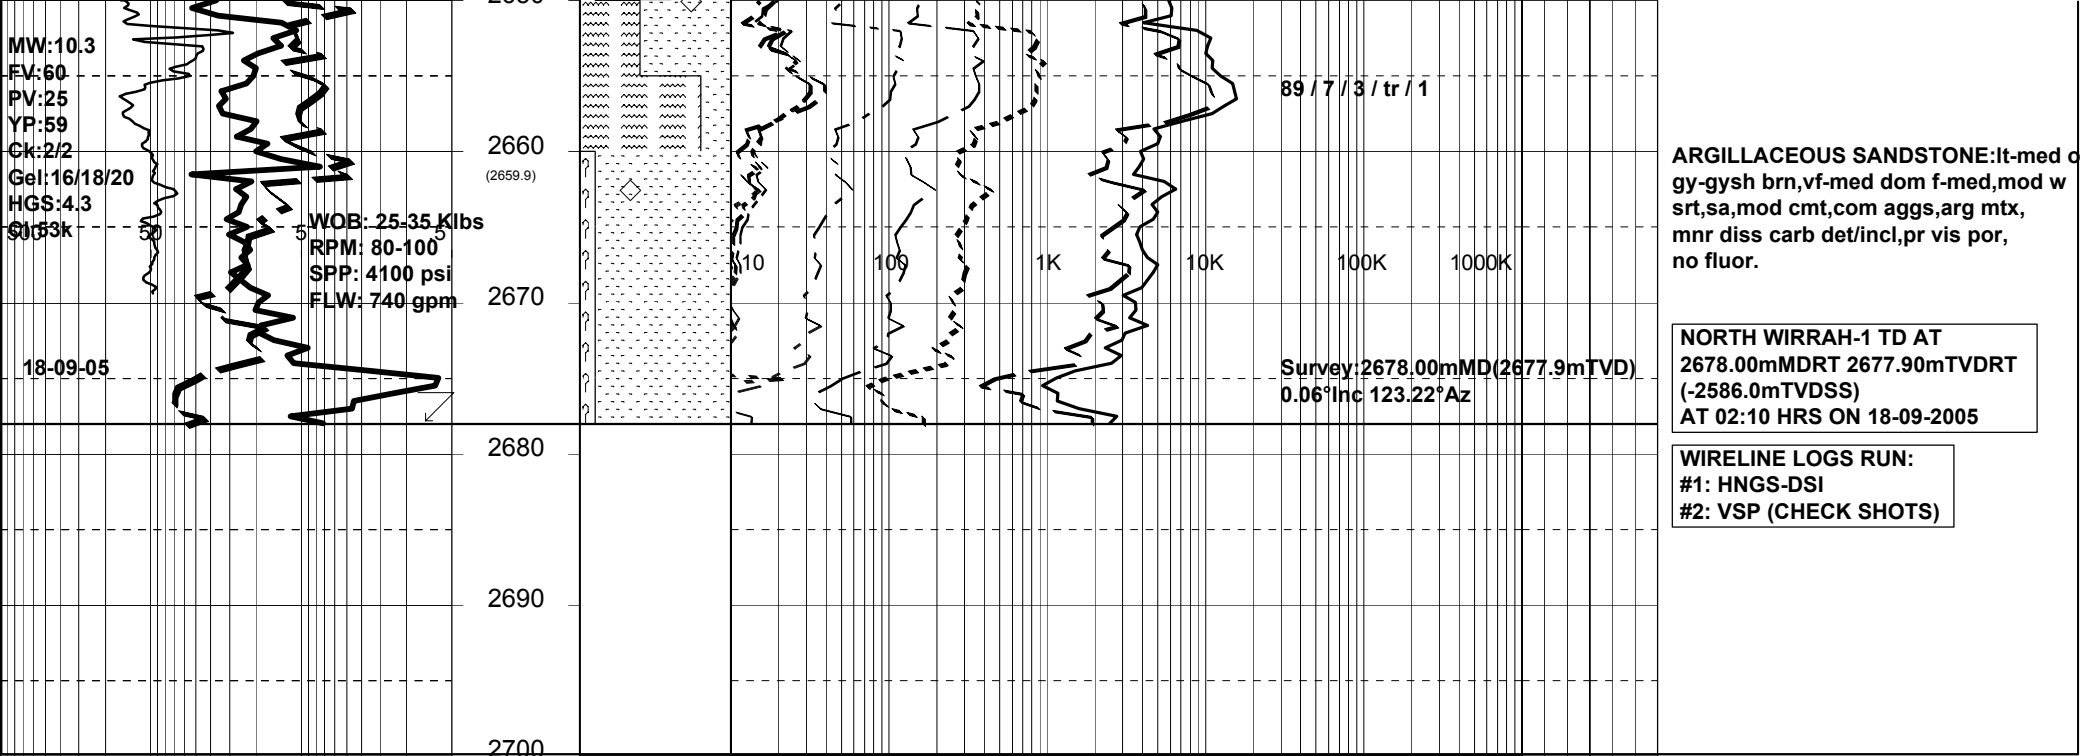 MW:10.3
FV:60
PV:25
YP:59
Ck:2/2
Gel:16/18/20
HGS:4.3
Cl:53k
500 50 5 .5
WOB: 25-35 Klbs
RPM: 80-100
SPP: 4100 psi
FLW: 740 gpm
18-09-05
2660
(2659.9)
2670
2680
2690
2700
10 100 1K 10K 100K 1000K
89 / 7 / 3 / tr / 1
Survey:2678.00mMD(2677.9mTVD)
0.06°Inc 123.22°Az
ARGILLACEOUS SANDSTONE:lt-med
gy-gysh brn,vf-med dom f-med,mod w
srt,sa,mod cmt,com aggs,arg mtx,
mnr diss carb det/incl,pr vis por,
no fluor.
NORTH WIRRAH-1 TD AT
2678.00mMDRT 2677.90mTVDRT
(-2586.0mTVDSS)
AT 02:10 HRS ON 18-09-2005
WIRELINE LOGS RUN:
#1: HNGS-DSI
#2: VSP (CHECK SHOTS)